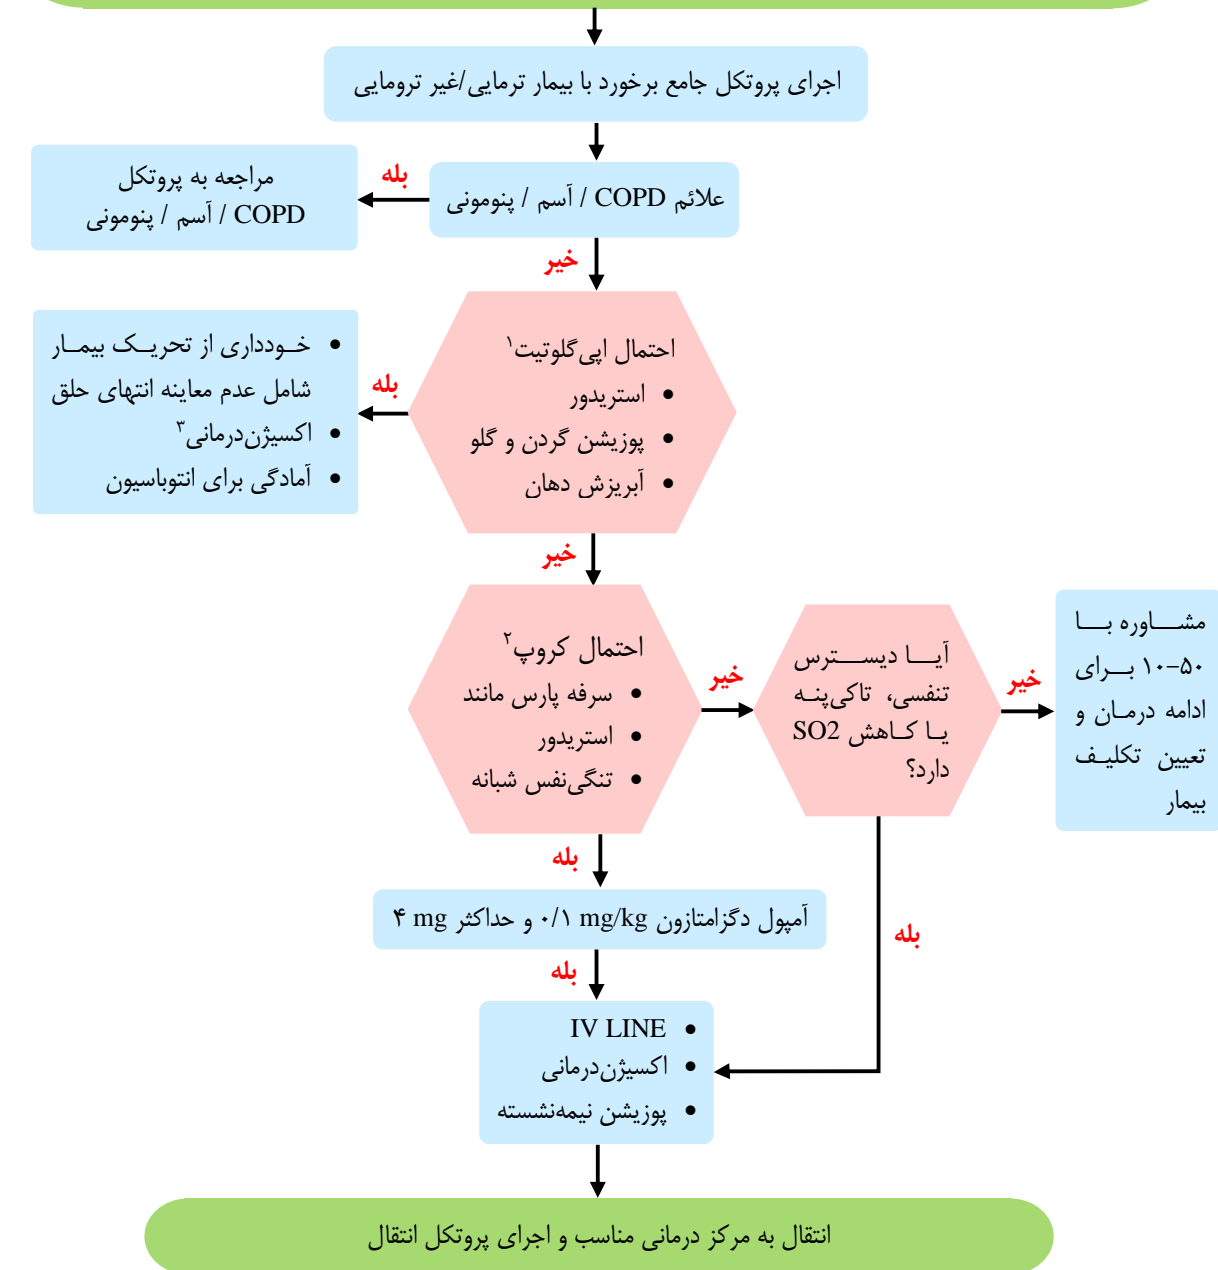 اجرای پروتکل جامع برخورد با بیمار ترمایی/غیر ترومایی
علائم COPD / آسم / پنومونی
بله
مراجعه به پروتکل
COPD / آسم / پنومونی
خیر
احتمال اپی‌گلوتیت۱
• استریدور
• پوزیشن گردن و گلو
• آبریزش دهان
بله
• خودداری از تحریک بیمار
شامل عدم معاینه انتهای حلق
• اکسیژن‌درمانی۳
• آمادگی برای انتوباسیون
خیر
احتمال کروپ۲
• سرفه پارس مانند
• استریدور
• تنگی‌نفس شبانه
خیر
آیا دیسترس
تنفسی، تاکی‌پنه
یا کاهش SO2
دارد؟
خیر
مشاوره با
۱۰-۵۰ برای
ادامه درمان و
تعیین تکلیف
بیمار
بله
آمپول دگزامتازون ۰/۱ mg/kg و حداکثر ۴ mg
بله
بله
• IV LINE
• اکسیژن‌درمانی
• پوزیشن نیمه‌نشسته
انتقال به مرکز درمانی مناسب و اجرای پروتکل انتقال